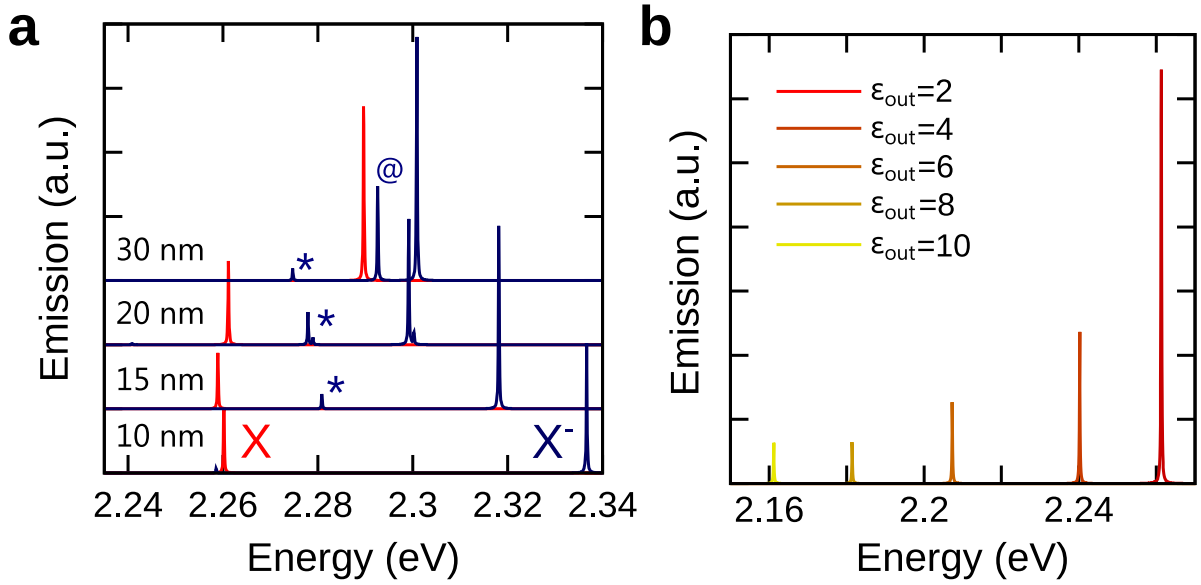 a
Emission (a.u.)
30 nm
20 nm
15 nm
10 nm
@
*
*
*
X
X⁻
2.24
2.26
2.28
2.3
2.32
2.34
Energy (eV)
b
Emission (a.u.)
εout=2
εout=4
εout=6
εout=8
εout=10
2.16
2.2
2.24
Energy (eV)